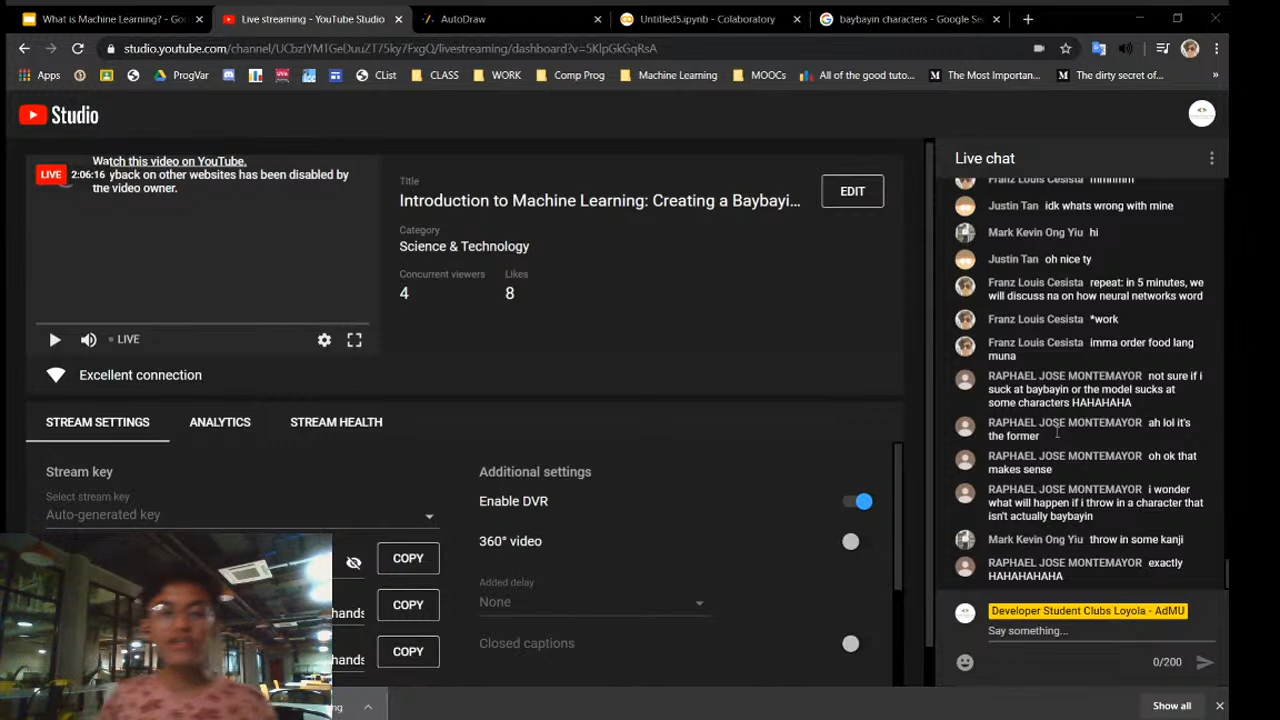 What is Machine Learning? - Goo
Live streaming - YouTube Studio
AutoDraw
Untitled5.ipynb - Colaboratory
baybayin characters - Google Se
studio.youtube.com/channel/UCbzIYMTGeDuuZT75ky7FxgQ/livestreaming/dashboard?v=5KlpGkGqRsA
Apps
ProgVar
CList
CLASS
WORK
Comp Prog
Machine Learning
MOOCs
All of the good tuto...
The Most Importan...
The dirty secret of...
Studio
Watch this video on YouTube.
LIVE 2:06:16 yback on other websites has been disabled by
the video owner.
LIVE
Excellent connection
Title
Introduction to Machine Learning: Creating a Baybayi...
EDIT
Category
Science & Technology
Concurrent viewers
Likes
4
8
STREAM SETTINGS
ANALYTICS
STREAM HEALTH
Stream key
Select stream key
Auto-generated key
COPY
hands
COPY
hands
COPY
Additional settings
Enable DVR
360° video
Added delay
None
Closed captions
Live chat
Franz Louis Cesista mmhmm
Justin Tan idk whats wrong with mine
Mark Kevin Ong Yiu hi
Justin Tan oh nice ty
Franz Louis Cesista repeat: in 5 minutes, we
will discuss na on how neural networks word
Franz Louis Cesista *work
Franz Louis Cesista imma order food lang
muna
RAPHAEL JOSE MONTEMAYOR not sure if i
suck at baybayin or the model sucks at
some characters HAHAHAHA
RAPHAEL JOSE MONTEMAYOR ah lol it's
the former
RAPHAEL JOSE MONTEMAYOR oh ok that
makes sense
RAPHAEL JOSE MONTEMAYOR i wonder
what will happen if i throw in a character that
isn't actually baybayin
Mark Kevin Ong Yiu throw in some kanji
RAPHAEL JOSE MONTEMAYOR exactly
HAHAHAHAHA
Developer Student Clubs Loyola - AdMU
Say something...
0/200
ng
Show all